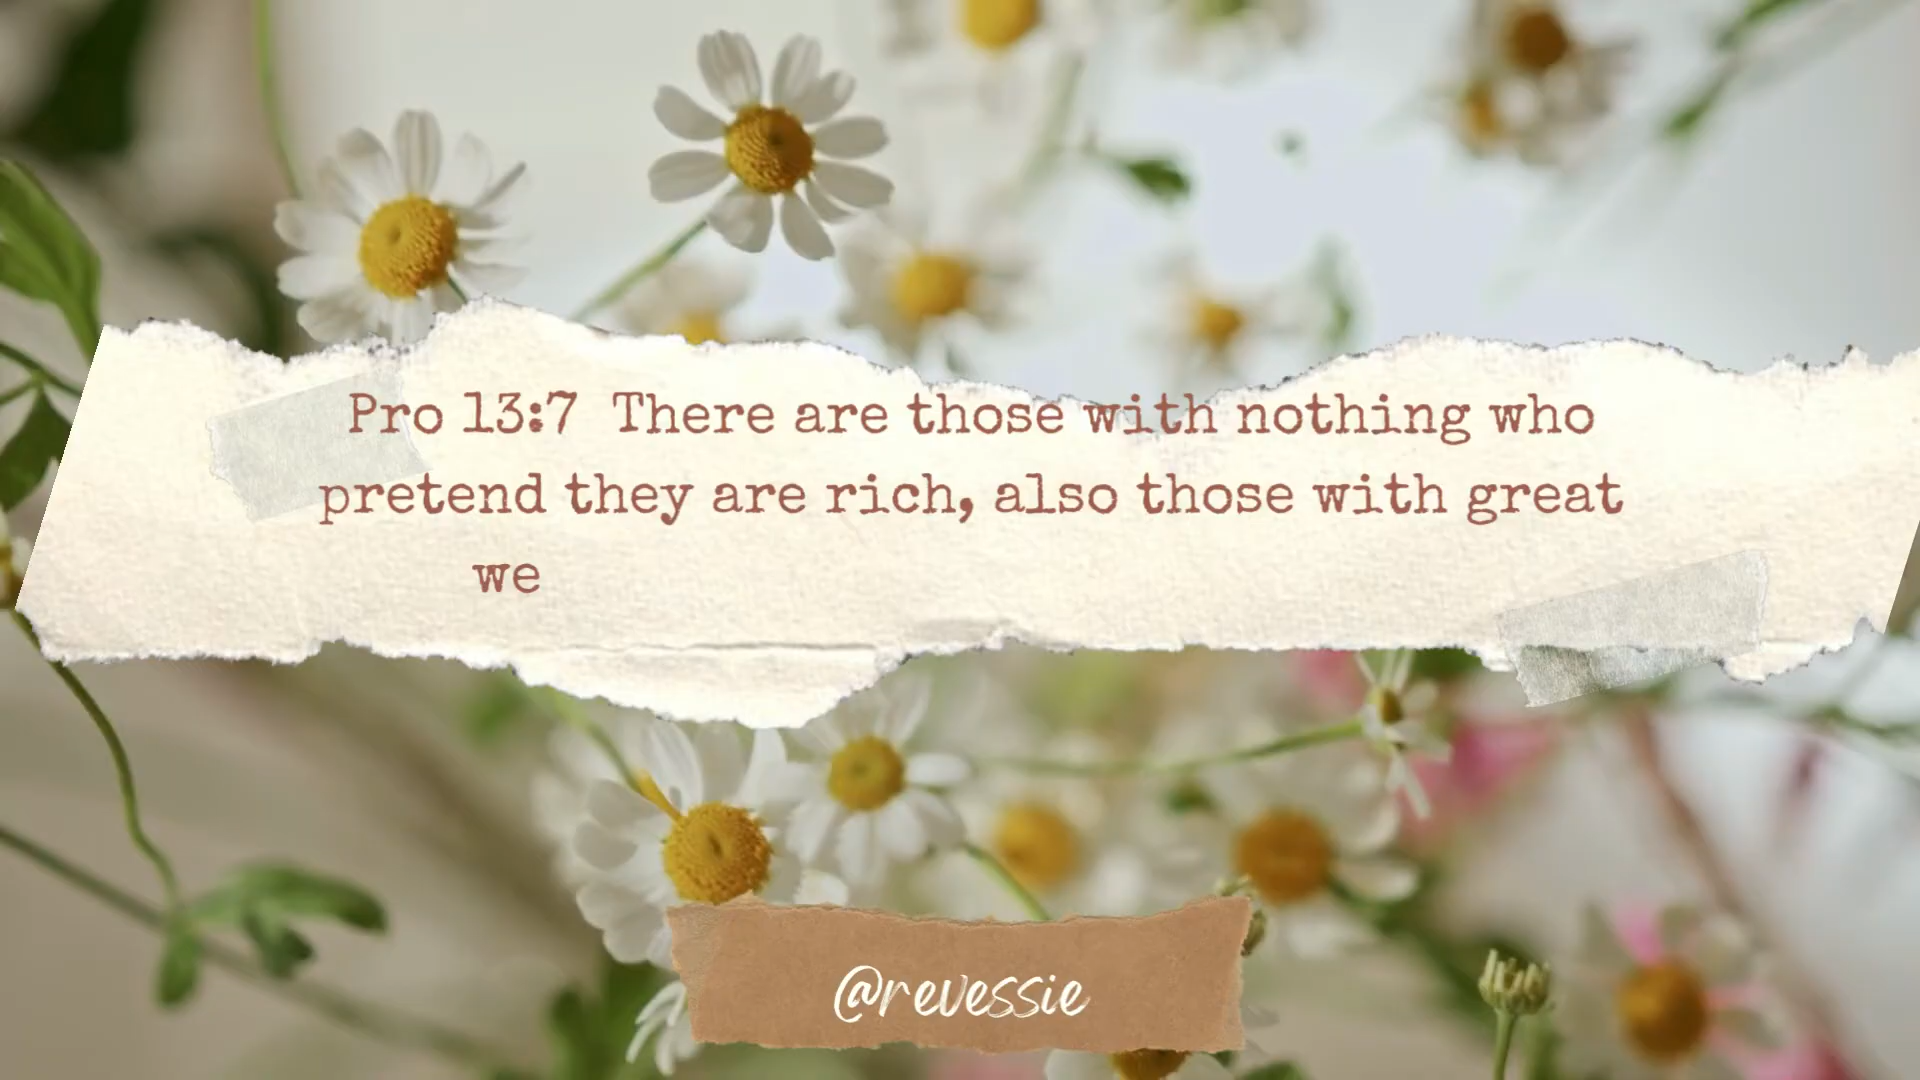 Pro 13:7  There are those with nothing who
pretend they are rich, also those with great
we
@revessie